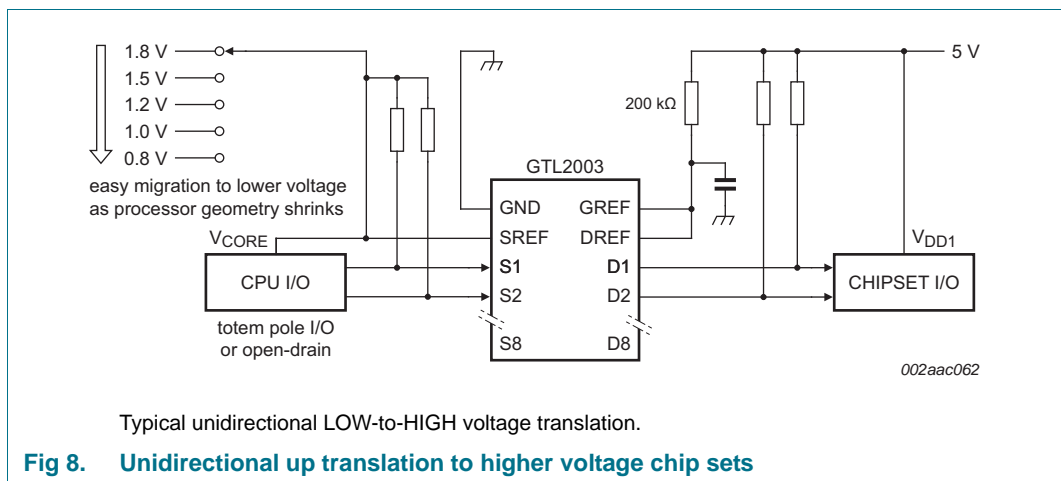 1.8 V
1.5 V
1.2 V
1.0 V
0.8 V
easy migration to lower voltage
as processor geometry shrinks
5 V
200 kΩ
GTL2003
GND GREF
SREF DREF
S1 D1
S2 D2
S8 D8
VCORE
CPU I/O
totem pole I/O
or open-drain
VDD1
CHIPSET I/O
002aac062
Typical unidirectional LOW-to-HIGH voltage translation.
Fig 8. Unidirectional up translation to higher voltage chip sets